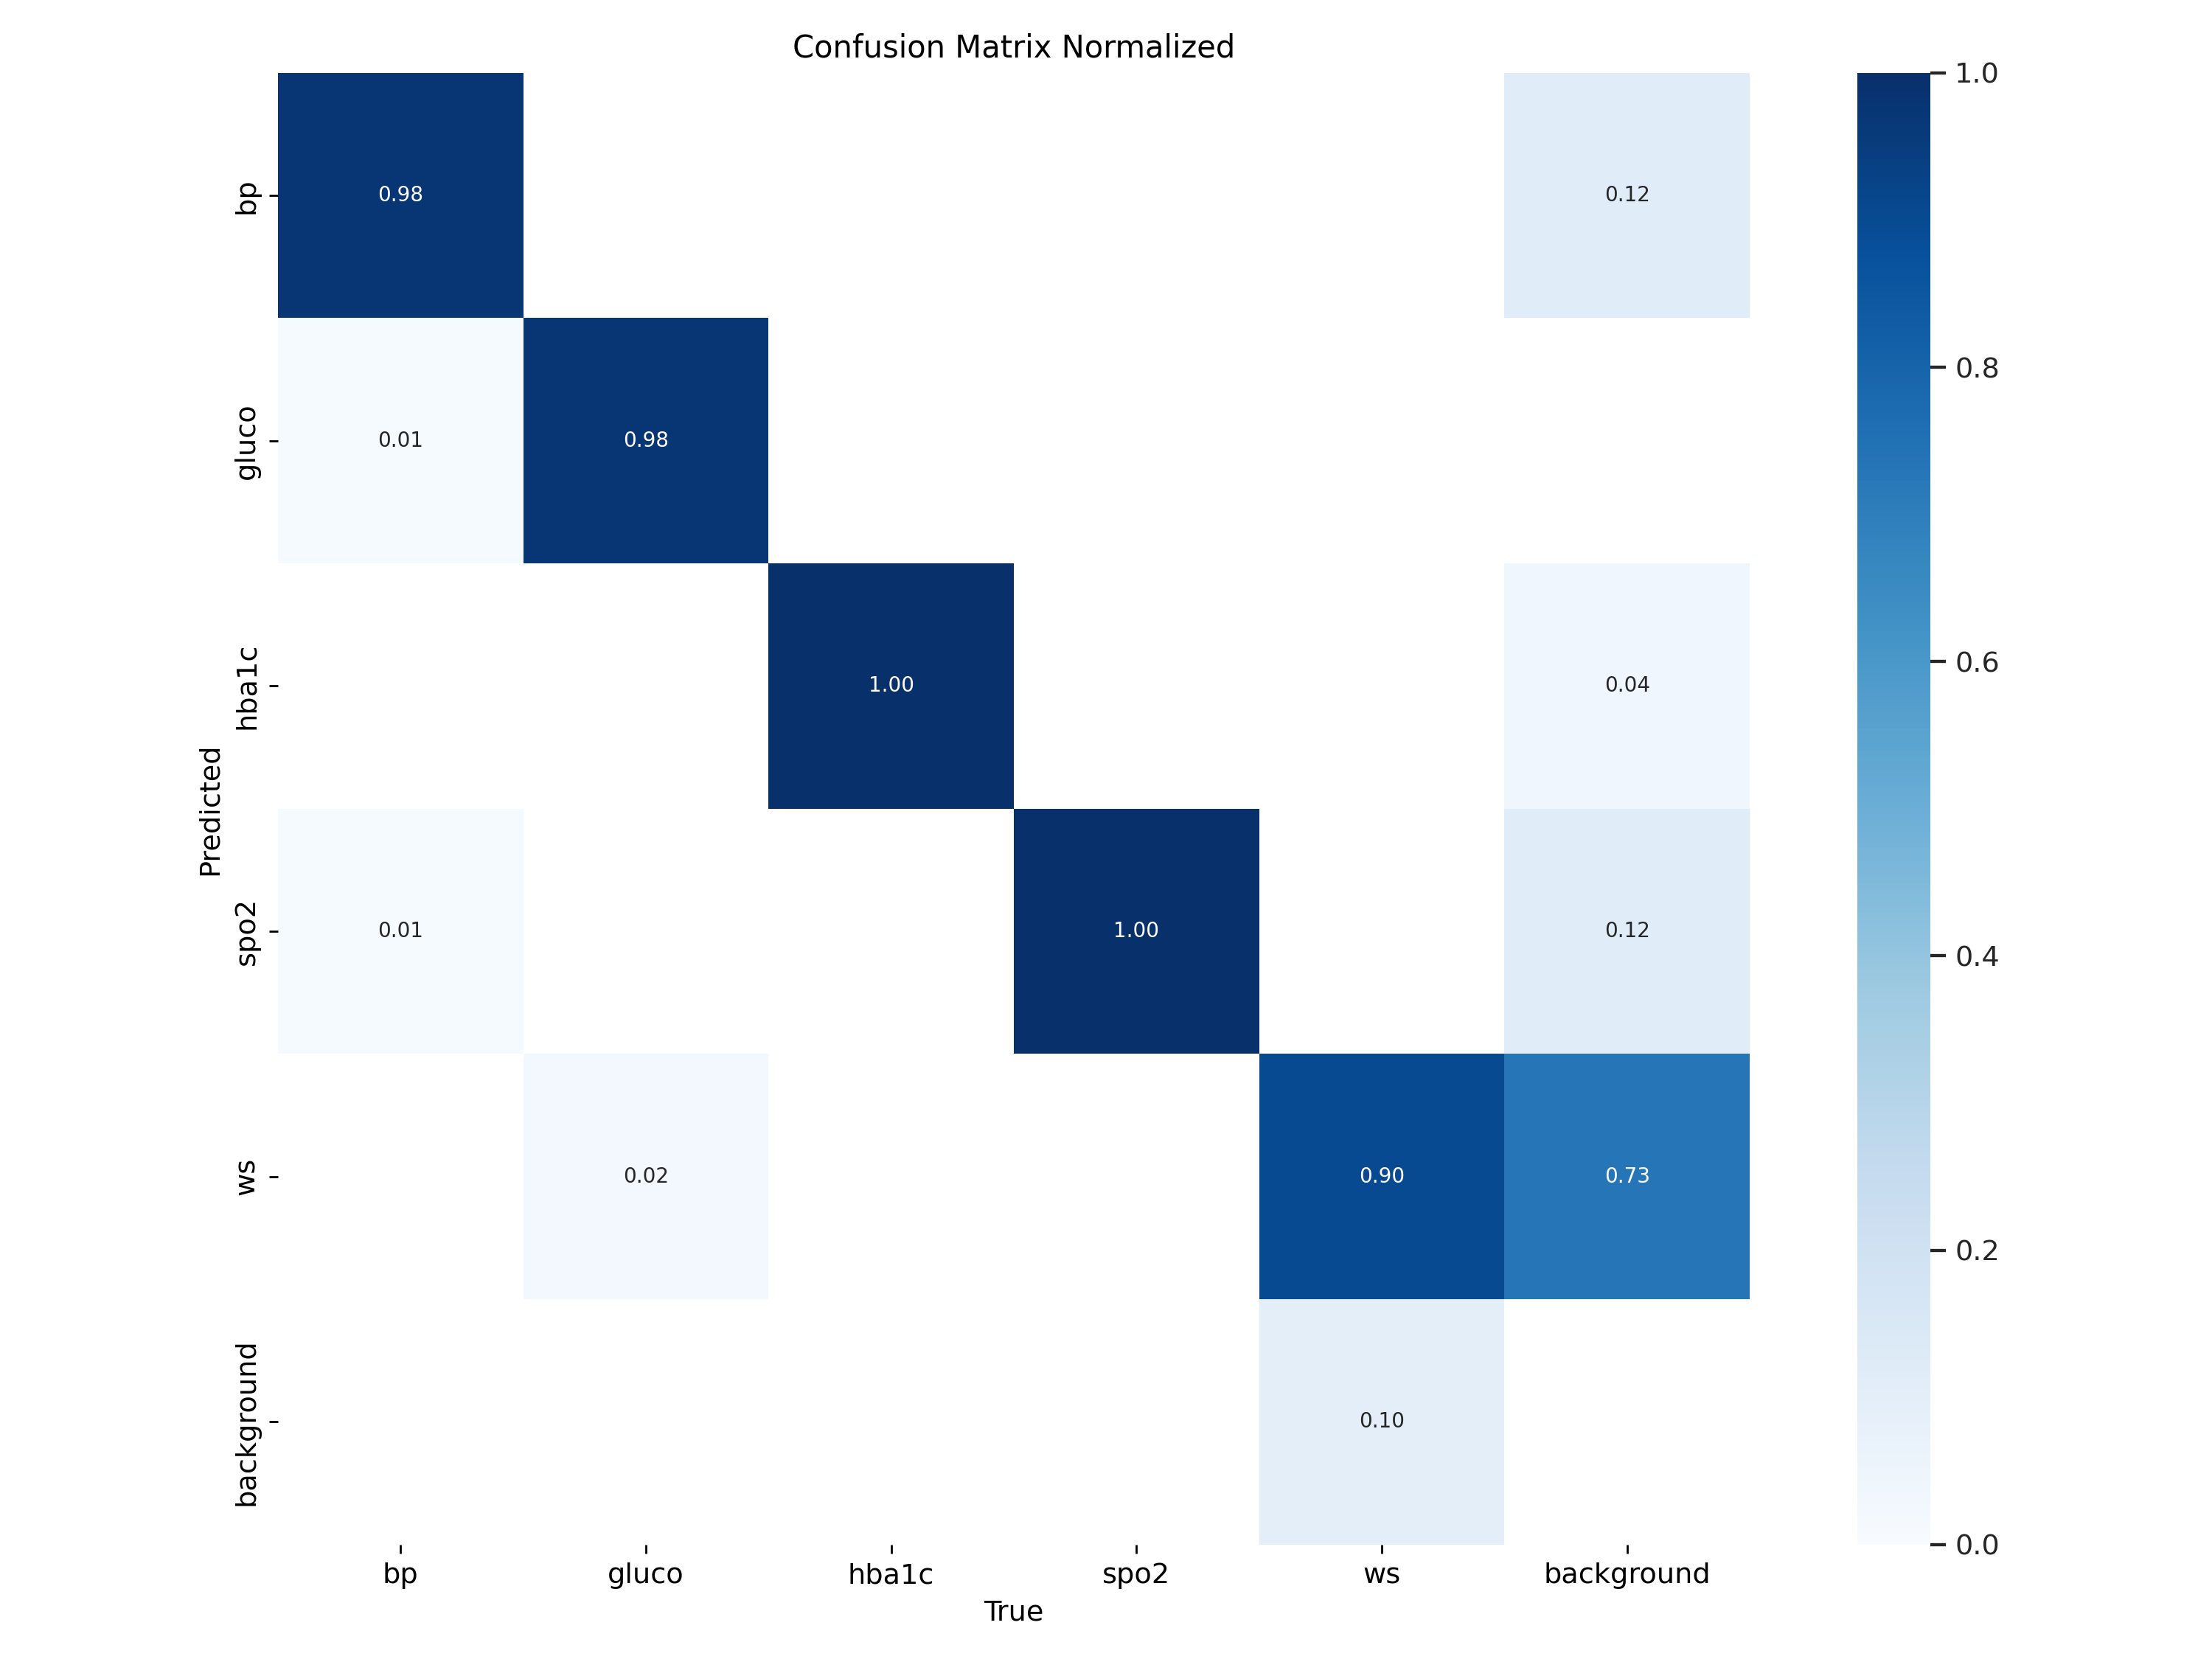 Confusion Matrix Normalized
bp
0.98
0.12
gluco
0.01
0.98
hba1c
1.00
0.04
spo2
0.01
1.00
0.12
ws
0.02
0.90
0.73
background
0.10
Predicted
bp gluco hba1c spo2 ws background
True
1.0
0.8
0.6
0.4
0.2
0.0